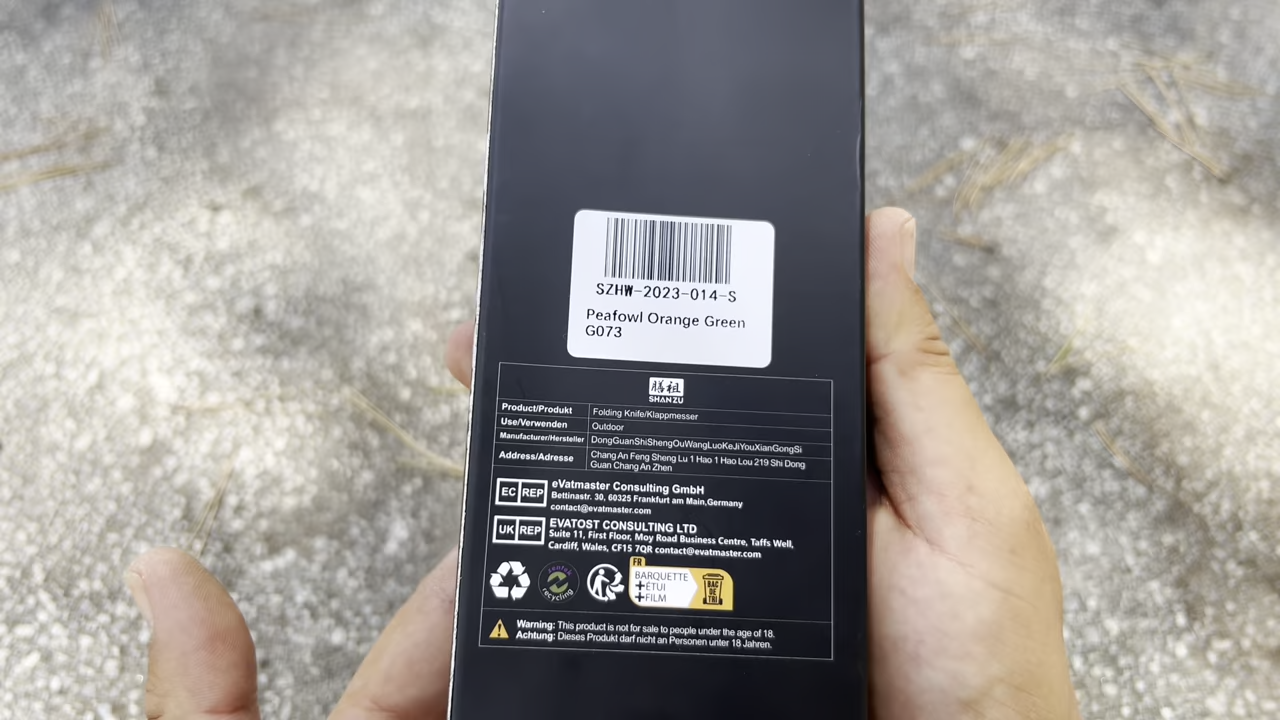 SZHW-2023-014-S
Peafowl Orange Green
G073
膳祖
SHANZU
Product/Produkt Folding Knife/Klappmesser
Use/Verwenden Outdoor
Manufacturer/Hersteller DongGuanShiShengOuWangLuoKeJiYouXianGongSi
Address/Adresse Chang An Feng Sheng Lu 1 Hao 1 Hao Lou 219 Shi Dong
Guan Chang An Zhen
EC REP eVatmaster Consulting GmbH
Bettinastr. 30, 60325 Frankfurt am Main,Germany
contact@evatmaster.com
UK REP EVATOST CONSULTING LTD
Suite 11, First Floor, Moy Road Business Centre, Taffs Well,
Cardiff, Wales, CF15 7QR contact@evatmaster.com
zentek
recycling
FR
BARQUETTE
+ÉTUI
+FILM
BAC
DE
TRI
Warning: This product is not for sale to people under the age of 18.
Achtung: Dieses Produkt darf nicht an Personen unter 18 Jahren.